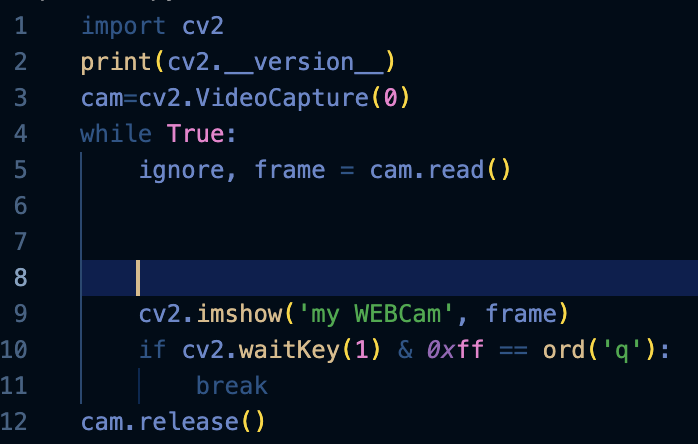 1 import cv2
2 print(cv2.__version__)
3 cam=cv2.VideoCapture(0)
4 while True:
5     ignore, frame = cam.read()
6
7
8
9     cv2.imshow('my WEBCam', frame)
10     if cv2.waitKey(1) & 0xff == ord('q'):
11         break
12 cam.release()